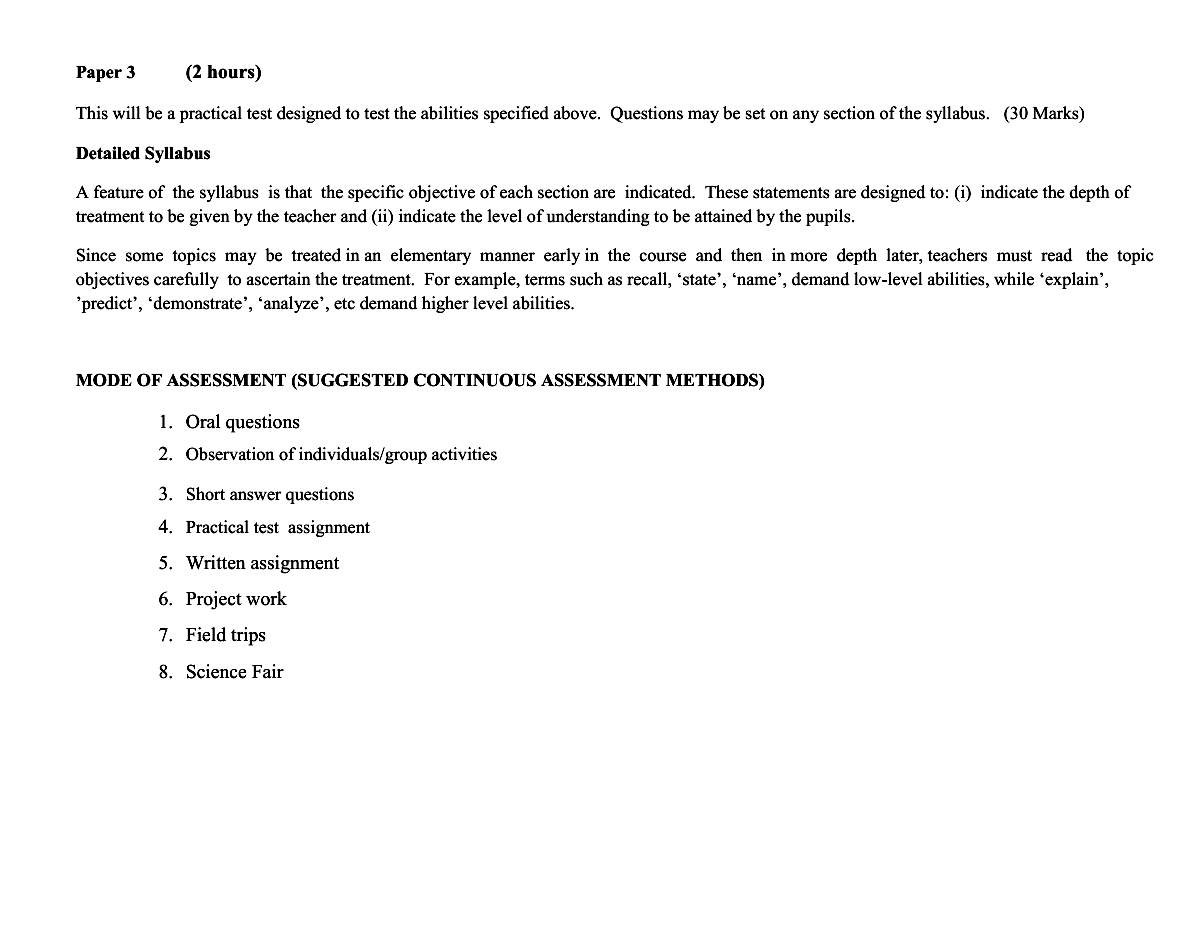 Paper 3 (2 hours)
This will be a practical test designed to test the abilities specified above. Questions may be set on any section of the syllabus. (30 Marks)
Detailed Syllabus
A feature of the syllabus is that the specific objective of each section are indicated. These statements are designed to: (i) indicate the depth of
treatment to be given by the teacher and (ii) indicate the level of understanding to be attained by the pupils.
Since some topics may be treated in an elementary manner early in the course and then in more depth later, teachers must read the topic
objectives carefully to ascertain the treatment. For example, terms such as recall, ‘state’, ‘name’, demand low-level abilities, while ‘explain’,
’predict’, ‘demonstrate’, ‘analyze’, etc demand higher level abilities.
MODE OF ASSESSMENT (SUGGESTED CONTINUOUS ASSESSMENT METHODS)
1. Oral questions
2. Observation of individuals/group activities
3. Short answer questions
4. Practical test assignment
5. Written assignment
6. Project work
7. Field trips
8. Science Fair